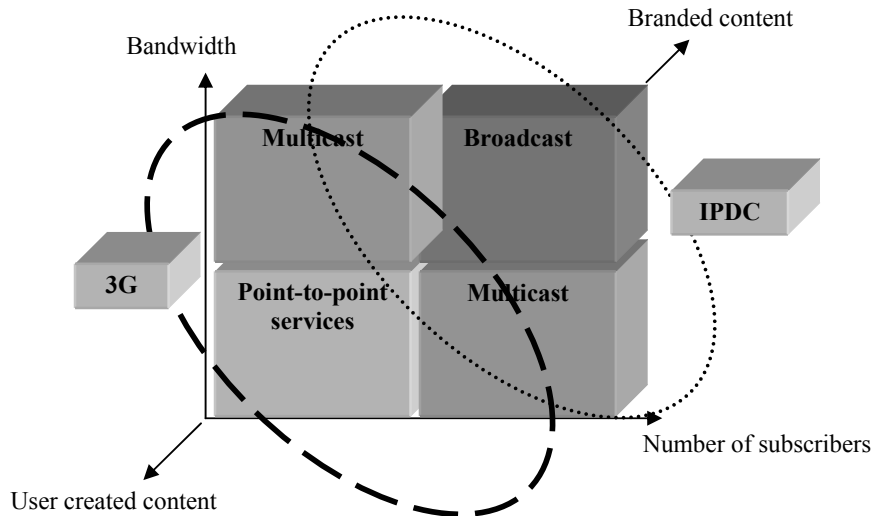 Branded content
Bandwidth
Multicast
Broadcast
IPDC
3G
Point-to-point
services
Multicast
Number of subscribers
User created content